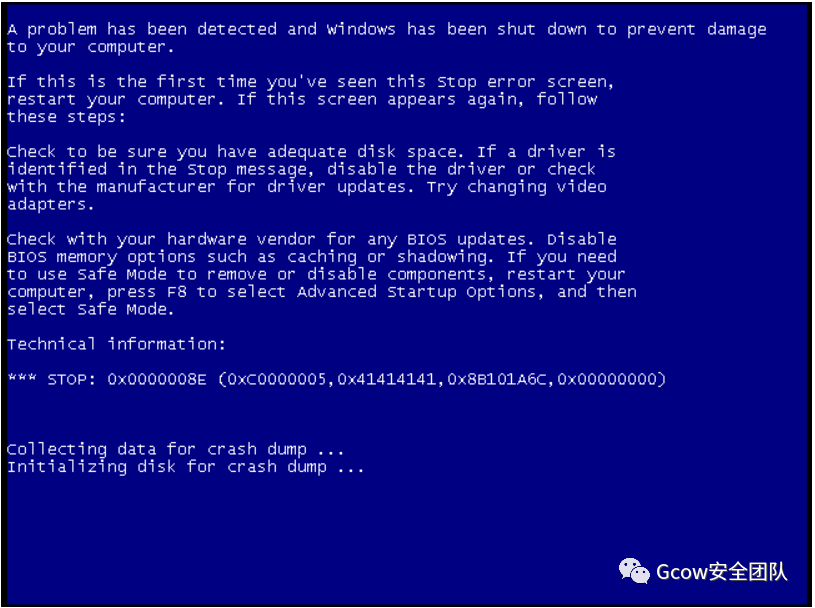 A problem has been detected and Windows has been shut down to prevent damage
to your computer.
If this is the first time you've seen this Stop error screen,
restart your computer. If this screen appears again, follow
these steps:
Check to be sure you have adequate disk space. If a driver is
identified in the Stop message, disable the driver or check
with the manufacturer for driver updates. Try changing video
adapters.
Check with your hardware vendor for any BIOS updates. Disable
BIOS memory options such as caching or shadowing. If you need
to use Safe Mode to remove or disable components, restart your
computer, press F8 to select Advanced Startup Options, and then
select Safe Mode.
Technical information:
*** STOP: 0x0000008E (0xC0000005,0x41414141,0x8B101A6C,0x00000000)
Collecting data for crash dump ...
Initializing disk for crash dump ...
Gcow安全团队